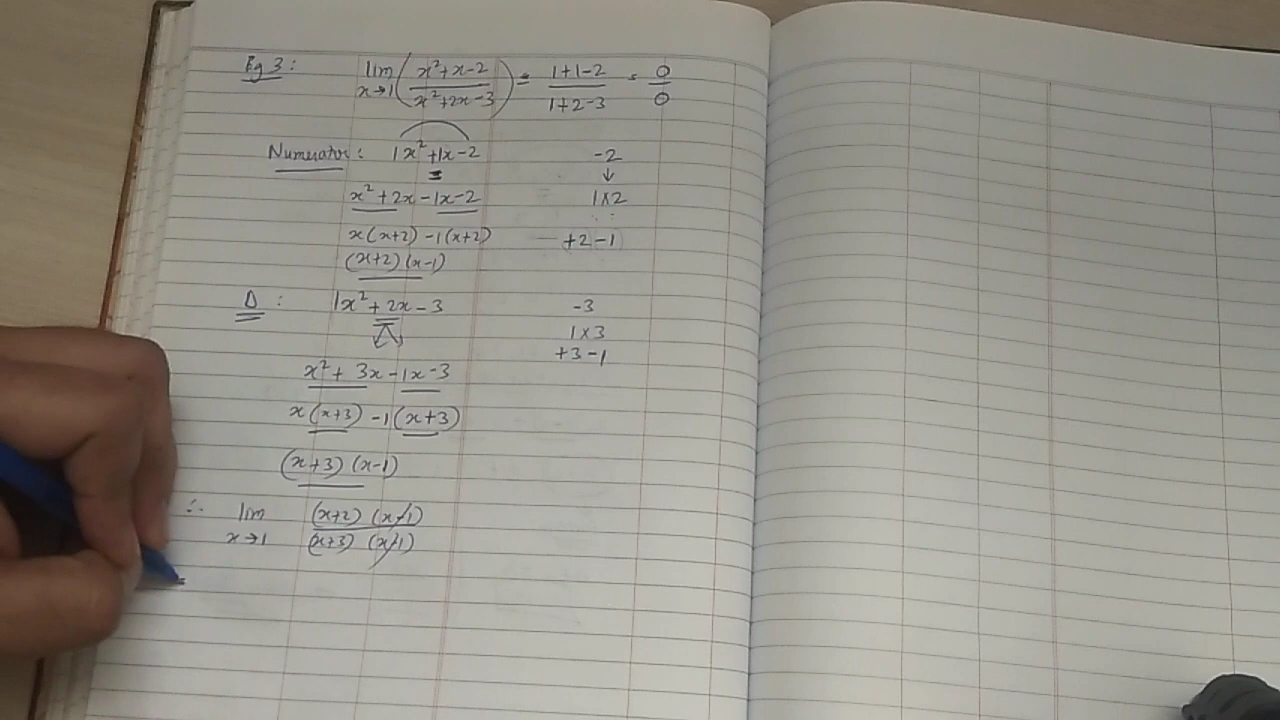 Eg 3: lim x→1 ( x²+x-2 / x²+2x-3 ) = 1+1-2 / 1+2-3 = 0/0
Numerator: 1x²+1x-2 -2
↓
x²+2x-1x-2 1×2
x(x+2)-1(x+2) +2-1
(x+2)(x-1)
D: 1x²+2x-3 -3
1×3
+3-1
x²+3x-1x-3
x(x+3)-1(x+3)
(x+3)(x-1)
∴ lim x→1 (x+2)(x-1) / (x+3)(x-1)